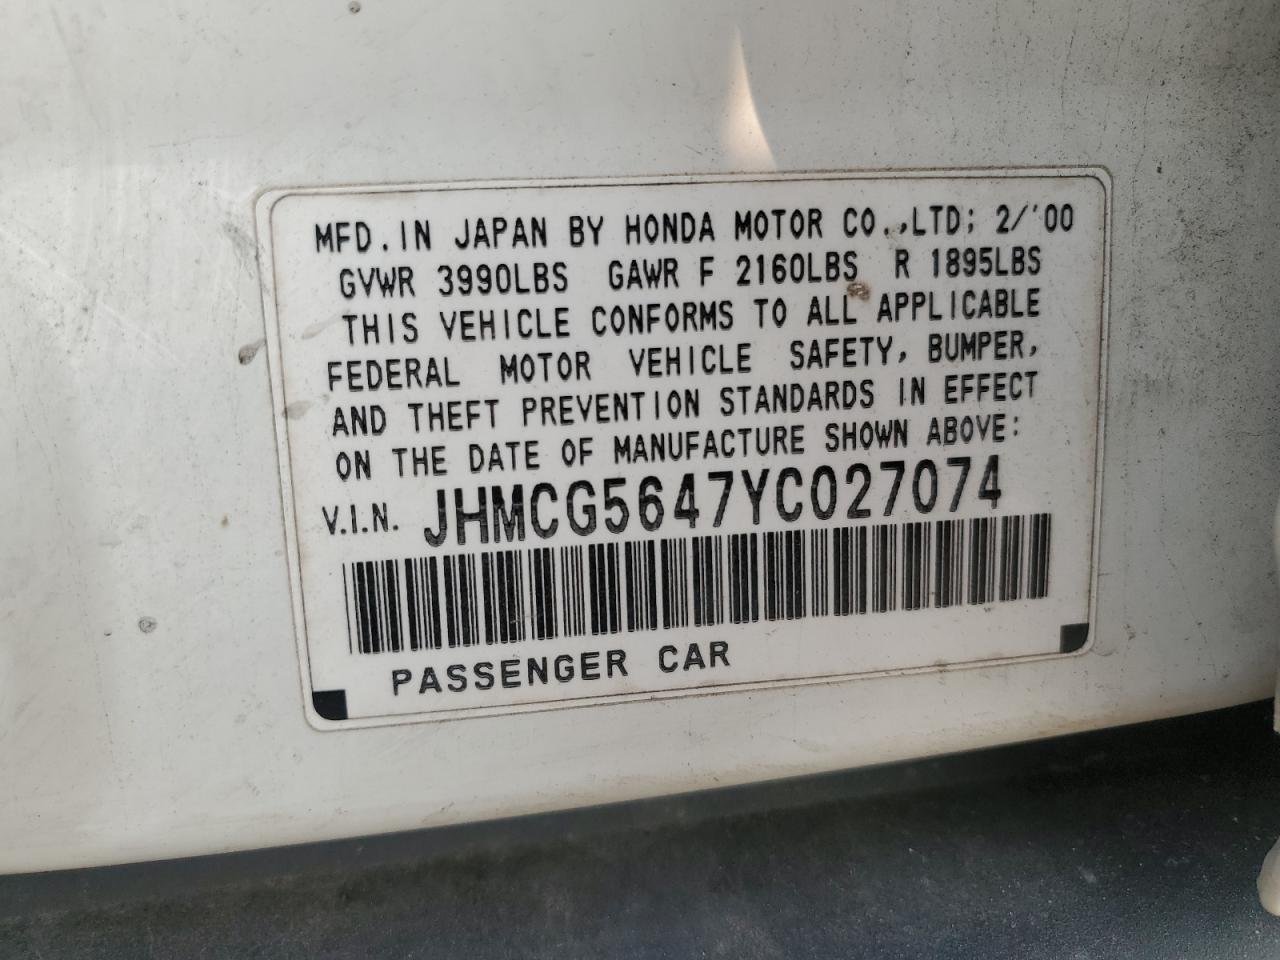 MFD. IN JAPAN BY HONDA MOTOR CO.,LTD; 2/'00
GVWR 3990LBS GAWR F 2160LBS R 1895LBS
THIS VEHICLE CONFORMS TO ALL APPLICABLE
FEDERAL MOTOR VEHICLE SAFETY, BUMPER,
AND THEFT PREVENTION STANDARDS IN EFFECT
ON THE DATE OF MANUFACTURE SHOWN ABOVE:
V.I.N. JHMCG5647YC027074
PASSENGER CAR